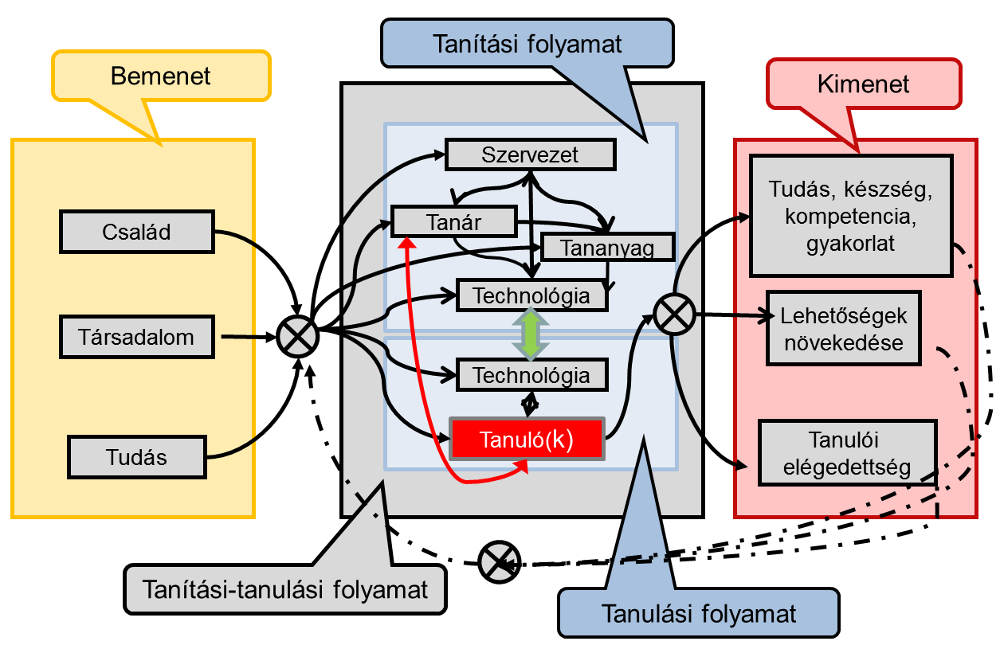 Tanítási folyamat
Bemenet
Kimenet
Szervezet
Tanár
Tananyag
Technológia
Technológia
Tanuló(k)
Család
Társadalom
Tudás
Tudás, készség,
kompetencia,
gyakorlat
Lehetőségek
növekedése
Tanulói
elégedettség
Tanítási-tanulási folyamat
Tanulási folyamat